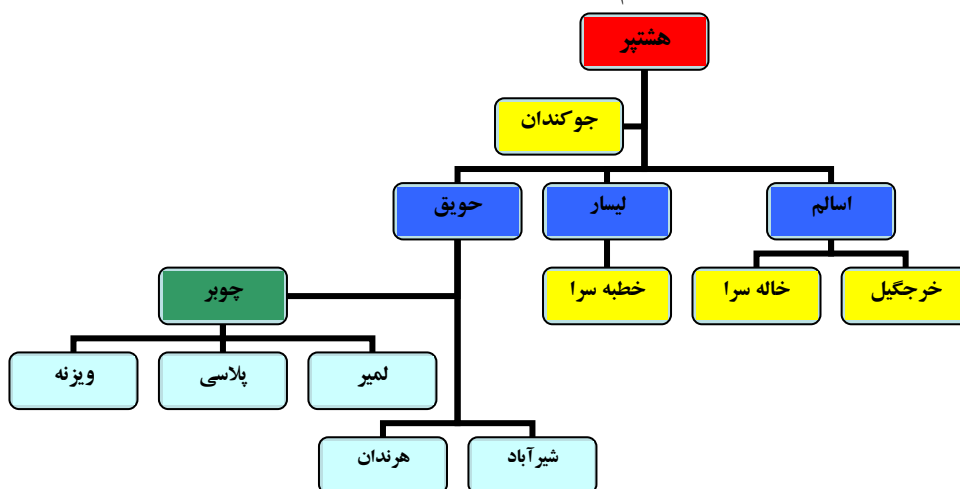 هشتپر
جوکندان
اسالم
لیسار
حویق
خرجگیل
خاله سرا
خطبه سرا
چوبر
لمیر
پلاسی
ویزنه
شیرآباد
هرندان